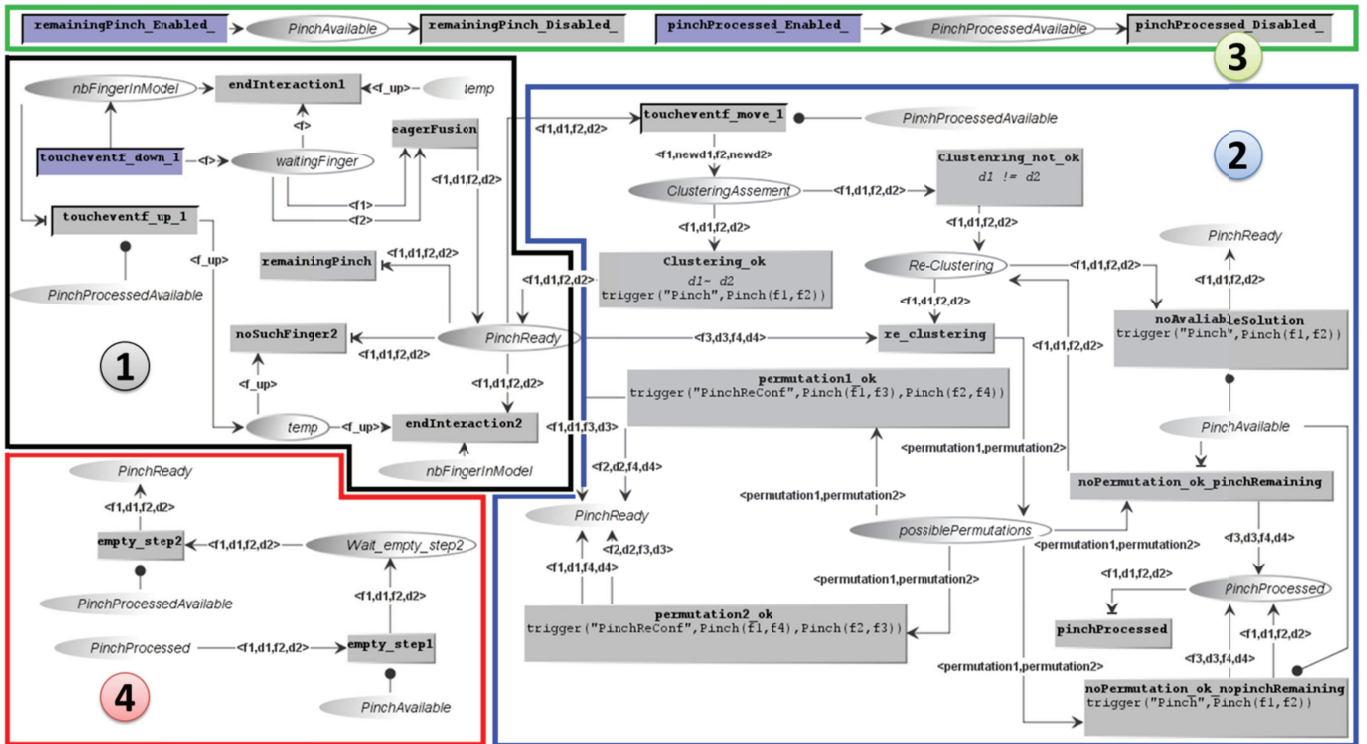 remainingPinch_Enabled_
PinchAvailable
remainingPinch_Disabled_
pinchProcessed_Enabled_
PinchProcessedAvailable
pinchProcessed_Disabled_
3
nbFingerInModel
endInteraction1
<f_up>
temp
<f>
eagerFusion
toucheventf_down_1
<f>
waitingFinger
<f1,d1,f2,d2>
<f1>
<f2>
toucheventf_up_1
<f_up>
remainingPinch
<f1,d1,f2,d2>
PinchProcessedAvailable
noSuchFinger2
<f1,d1,f2,d2>
PinchReady
1
<f_up>
<f1,d1,f2,d2>
temp
<f_up>
endInteraction2
nbFingerInModel
<f1,d1,f2,d2>
toucheventf_move_1
PinchProcessedAvailable
2
<f1,newd1,f2,newd2>
Clustenring_not_ok
d1 != d2
ClusteringAssement
<f1,d1,f2,d2>
<f1,d1,f2,d2>
<f1,d1,f2,d2>
PinchReady
Clustering_ok
d1~ d2
trigger("Pinch",Pinch(f1,f2))
<f1,d1,f2,d2>
Re-Clustering
<f1,d1,f2,d2>
<f1,d1,f2,d2>
<f1,d1,f2,d2>
noAvaliableSolution
trigger("Pinch",Pinch(f1,f2))
<f3,d3,f4,d4>
re_clustering
<f1,d1,f2,d2>
permutation1_ok
trigger("PinchReConf",Pinch(f1,f3),Pinch(f2,f4))
<f1,d1,f3,d3>
<f2,d2,f4,d4>
<permutation1,permutation2>
PinchAvailable
noPermutation_ok_pinchRemaining
<permutation1,permutation2>
PinchReady
possiblePermutations
<permutation1,permutation2>
<f3,d3,f4,d4>
<f2,d2,f3,d3>
<f1,d1,f4,d4>
<permutation1,permutation2>
<f1,d1,f2,d2>
PinchProcessed
permutation2_ok
trigger("PinchReConf",Pinch(f1,f4),Pinch(f2,f3))
pinchProcessed
<f1,d1,f2,d2>
<f3,d3,f4,d4>
<permutation1,permutation2>
noPermutation_ok_nopinchRemaining
trigger("Pinch",Pinch(f1,f2))
PinchReady
<f1,d1,f2,d2>
empty_step2
<f1,d1,f2,d2>
Wait_empty_step2
PinchProcessedAvailable
<f1,d1,f2,d2>
PinchProcessed
<f1,d1,f2,d2>
empty_step1
4
PinchAvailable